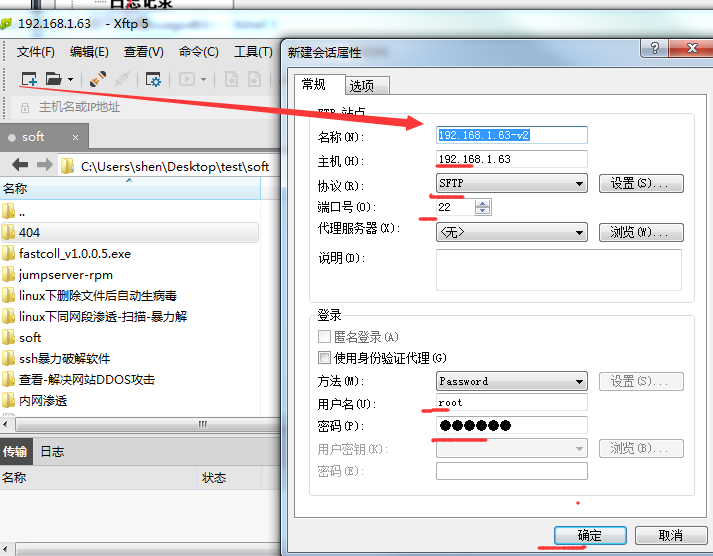 日志记录
192.168.1.63 - Xftp 5
文件(F) 编辑(E) 查看(V) 命令(C) 工具(T)
主机名或IP地址
soft ×
C:\Users\shen\Desktop\test\soft
名称
..
404
fastcoll_v1.0.0.5.exe
jumpserver-rpm
linux下删除文件后自动生病毒
linux下同网段渗透-扫描-暴力解
soft
ssh暴力破解软件
查看-解决网站DDOS攻击
内网渗透
传输 日志
名称 状态
新建会话属性
常规 选项
FTP 站点
名称(N): 192.168.1.63-v2
主机(H): 192.168.1.63
协议(R): SFTP 设置(S)...
端口号(O): 22
代理服务器(X): <无> 浏览(W)...
说明(D):
登录
匿名登录(A)
使用身份验证代理(G)
方法(M): Password 设置(S)...
用户名(U): root
密码(P): ●●●●●●
用户密钥(K): 浏览(B)...
密码(E):
确定 取消